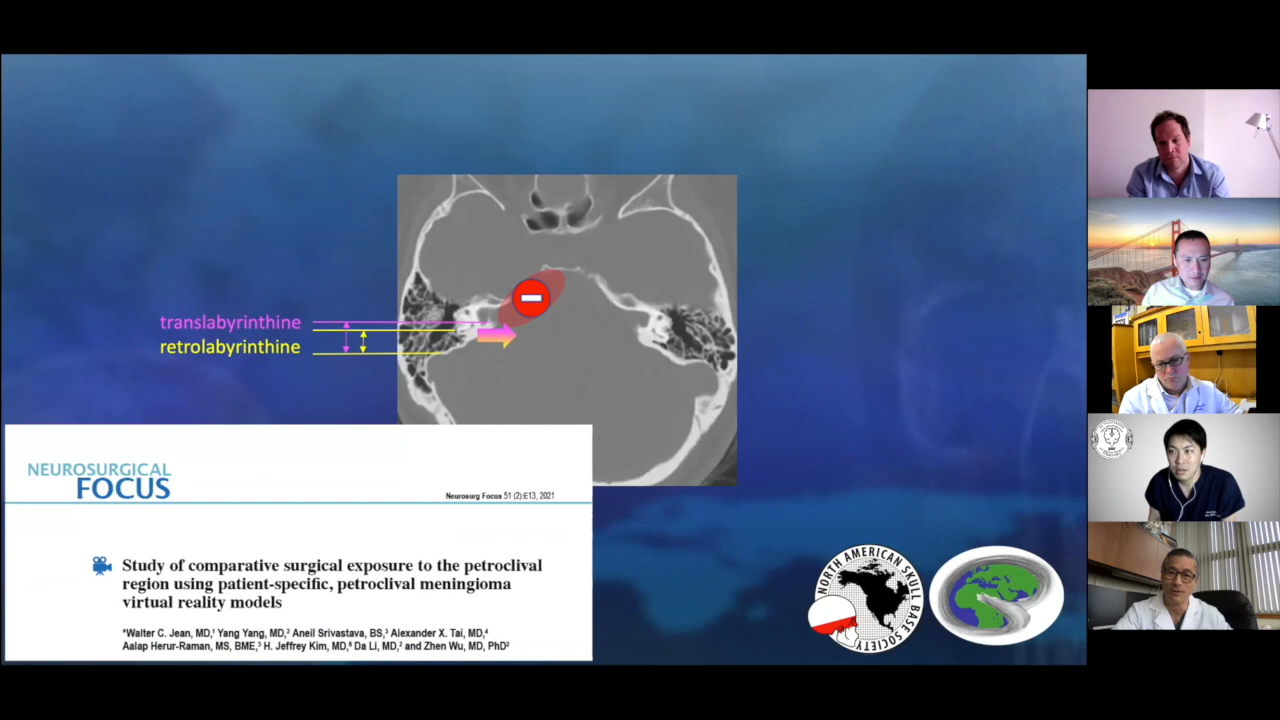 translabyrinthine
retrolabyrinthine
NEUROSURGICAL
FOCUS
Neurosurg Focus 51 (2):E13, 2021
Study of comparative surgical exposure to the petroclival
region using patient-specific, petroclival meningioma
virtual reality models
*Walter C. Jean, MD,¹ Yang Yang, MD,² Aneil Srivastava, BS,³ Alexander X. Tai, MD,⁴
Aalap Herur-Raman, MS, BME,⁵ H. Jeffrey Kim, MD,⁶ Da Li, MD,² and Zhen Wu, MD, PhD²
NORTH AMERICAN SKULL BASE SOCIETY